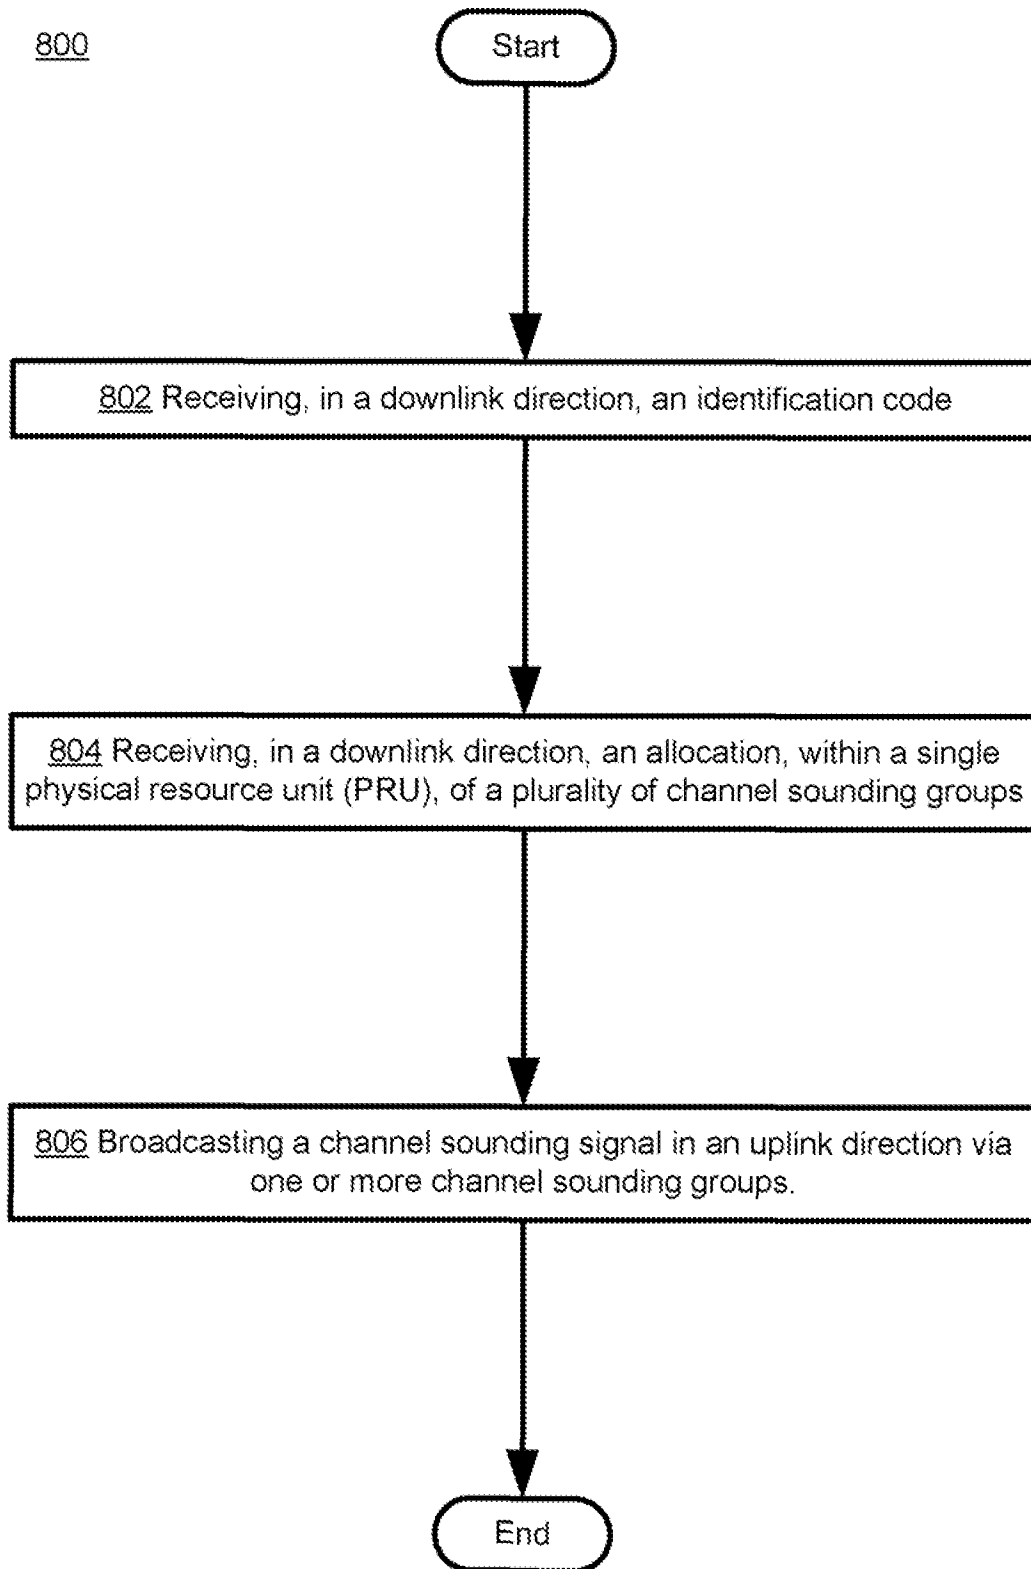 800
Start
802 Receiving, in a downlink direction, an identification code
804 Receiving, in a downlink direction, an allocation, within a single
physical resource unit (PRU), of a plurality of channel sounding groups
806 Broadcasting a channel sounding signal in an uplink direction via
one or more channel sounding groups.
End